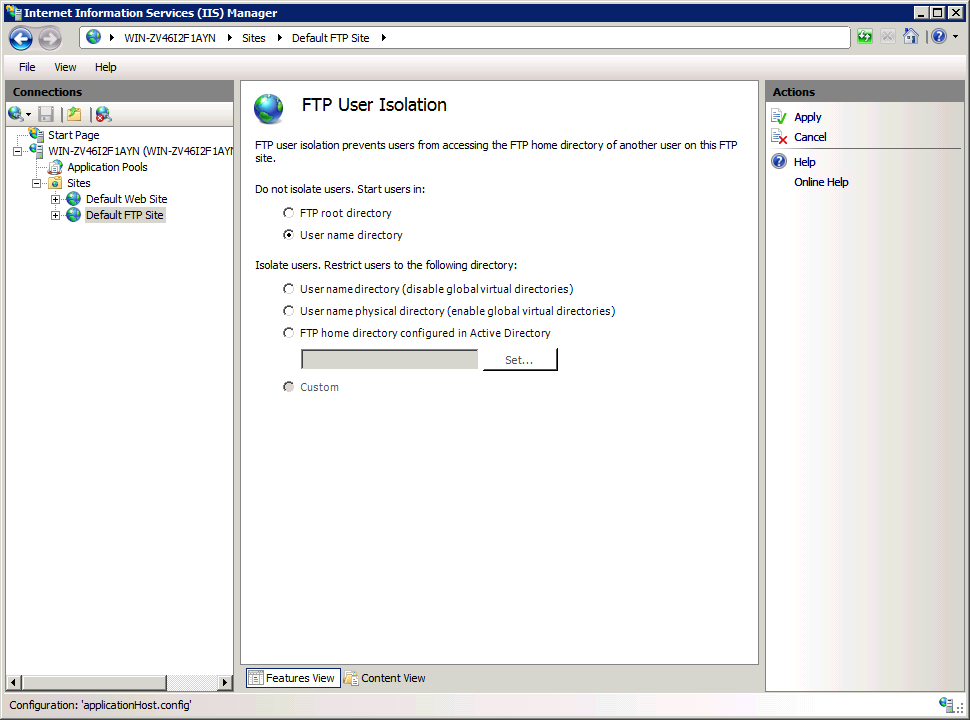 Internet Information Services (IIS) Manager
WIN-ZV46I2F1AYN Sites Default FTP Site
File View Help
Connections
Start Page
WIN-ZV46I2F1AYN (WIN-ZV46I2F1AYN
Application Pools
Sites
Default Web Site
Default FTP Site
FTP User Isolation
FTP user isolation prevents users from accessing the FTP home directory of another user on this FTP
site.
Do not isolate users. Start users in:
FTP root directory
User name directory
Isolate users. Restrict users to the following directory:
User name directory (disable global virtual directories)
User name physical directory (enable global virtual directories)
FTP home directory configured in Active Directory
Set...
Custom
Features View Content View
Actions
Apply
Cancel
Help
Online Help
Configuration: 'applicationHost.config'